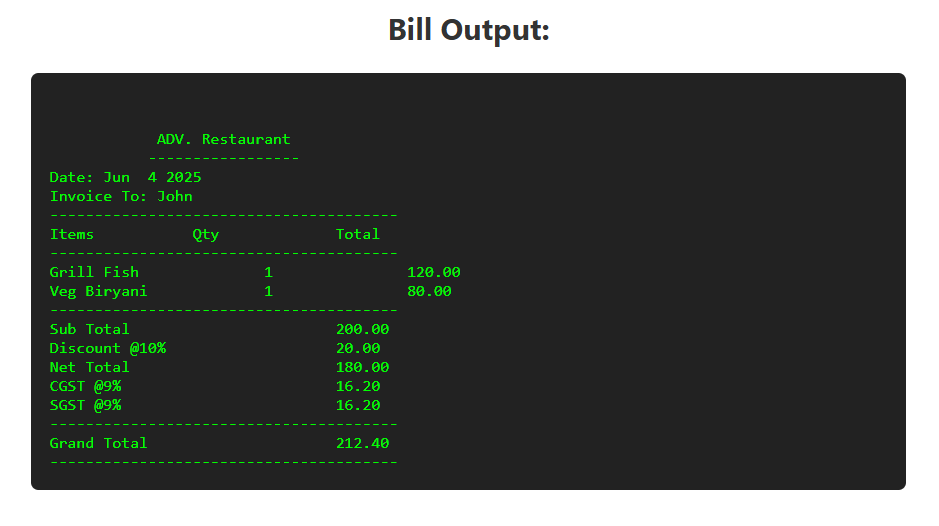 Bill Output:
ADV. Restaurant
-----------------
Date: Jun  4 2025
Invoice To: John
---------------------------------------
Items           Qty             Total
---------------------------------------
Grill Fish              1               120.00
Veg Biryani             1               80.00
---------------------------------------
Sub Total                       200.00
Discount @10%                   20.00
Net Total                       180.00
CGST @9%                        16.20
SGST @9%                        16.20
---------------------------------------
Grand Total                     212.40
---------------------------------------